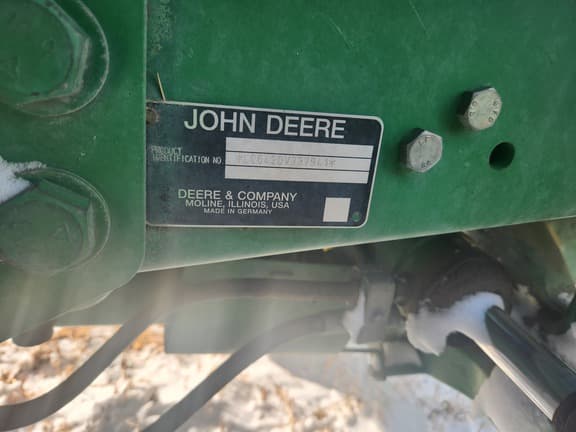 JOHN DEERE
PRODUCT
IDENTIFICATION NO.
DEERE & COMPANY
MOLINE, ILLINOIS, USA
MADE IN GERMANY